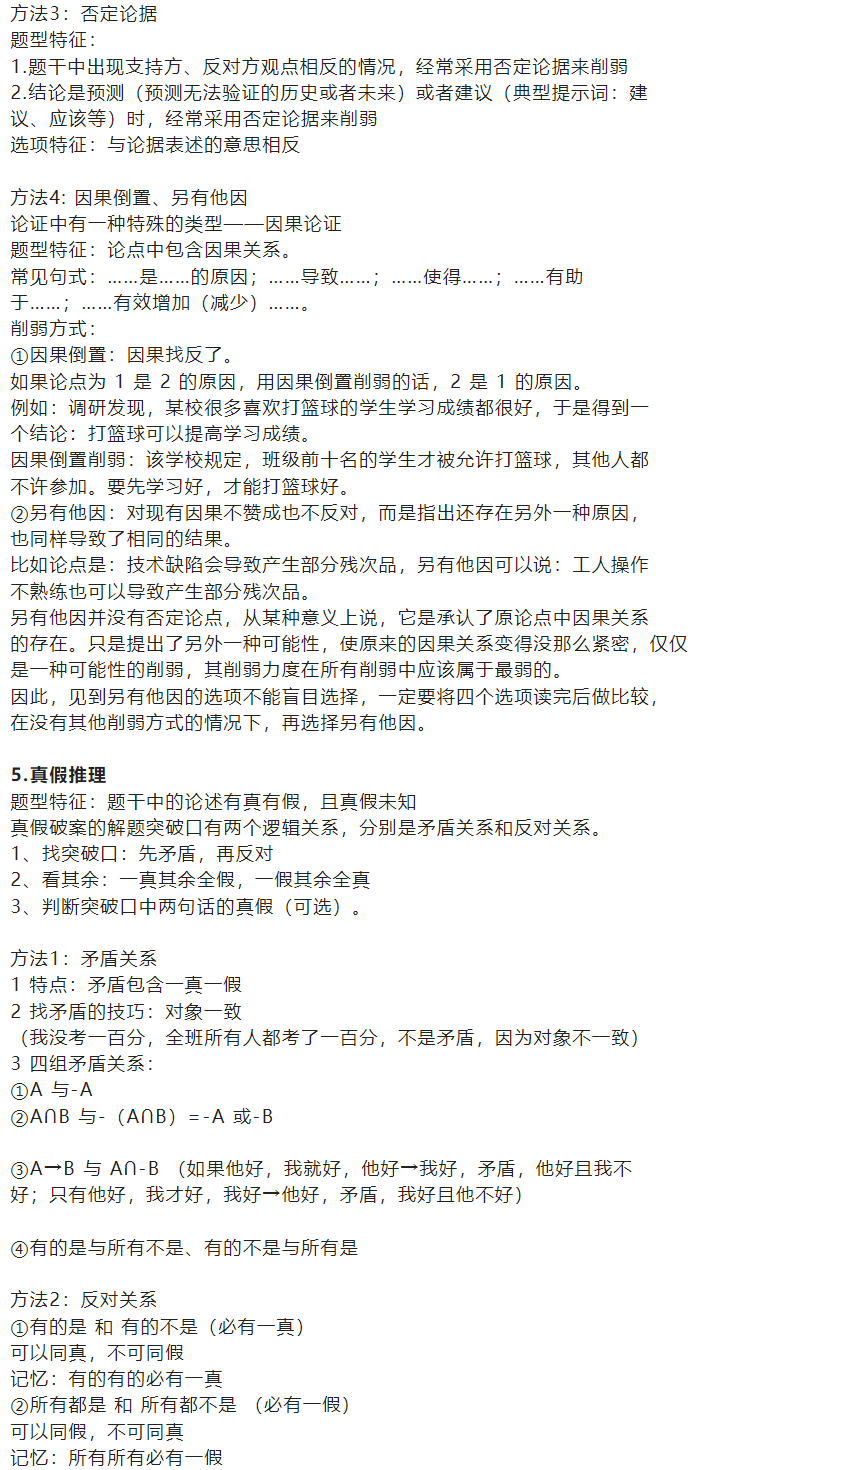 方法3：否定论据
题型特征：
1.题干中出现支持方、反对方观点相反的情况，经常采用否定论据来削弱
2.结论是预测（预测无法验证的历史或者未来）或者建议（典型提示词：建
议、应该等）时，经常采用否定论据来削弱
选项特征：与论据表述的意思相反
方法4: 因果倒置、另有他因
论证中有一种特殊的类型——因果论证
题型特征：论点中包含因果关系。
常见句式：……是……的原因；……导致……；……使得……；……有助
于……；……有效增加（减少）……。
削弱方式：
①因果倒置：因果找反了。
如果论点为 1 是 2 的原因，用因果倒置削弱的话，2 是 1 的原因。
例如：调研发现，某校很多喜欢打篮球的学生学习成绩都很好，于是得到一
个结论：打篮球可以提高学习成绩。
因果倒置削弱：该学校规定，班级前十名的学生才被允许打篮球，其他人都
不许参加。要先学习好，才能打篮球好。
②另有他因：对现有因果不赞成也不反对，而是指出还存在另外一种原因，
也同样导致了相同的结果。
比如论点是：技术缺陷会导致产生部分残次品，另有他因可以说：工人操作
不熟练也可以导致产生部分残次品。
另有他因并没有否定论点，从某种意义上说，它是承认了原论点中因果关系
的存在。只是提出了另外一种可能性，使原来的因果关系变得没那么紧密，仅仅
是一种可能性的削弱，其削弱力度在所有削弱中应该属于最弱的。
因此，见到另有他因的选项不能盲目选择，一定要将四个选项读完后做比较，
在没有其他削弱方式的情况下，再选择另有他因。
5.真假推理
题型特征：题干中的论述有真有假，且真假未知
真假破案的解题突破口有两个逻辑关系，分别是矛盾关系和反对关系。
1、找突破口：先矛盾，再反对
2、看其余：一真其余全假，一假其余全真
3、判断突破口中两句话的真假（可选）。
方法1：矛盾关系
1 特点：矛盾包含一真一假
2 找矛盾的技巧：对象一致
（我没考一百分，全班所有人都考了一百分，不是矛盾，因为对象不一致）
3 四组矛盾关系：
①A 与-A
②A∩B 与-（A∩B）=-A 或-B
③A→B 与 A∩-B （如果他好，我就好，他好→我好，矛盾，他好且我不
好；只有他好，我才好，我好→他好，矛盾，我好且他不好）
④有的是与所有不是、有的不是与所有是
方法2：反对关系
①有的是 和 有的不是（必有一真）
可以同真，不可同假
记忆：有的有的必有一真
②所有都是 和 所有都不是 （必有一假）
可以同假，不可同真
记忆：所有所有必有一假